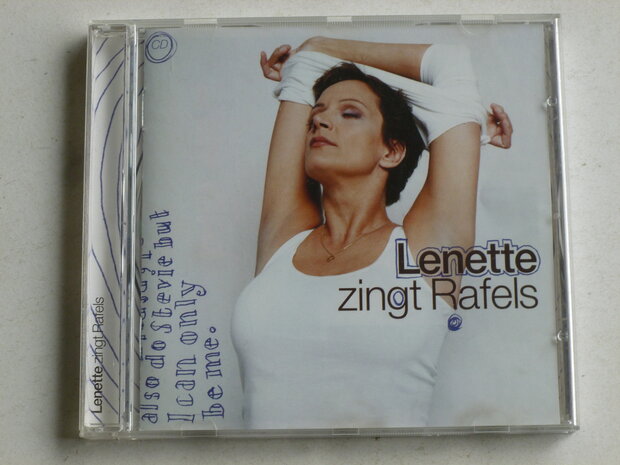 CD
Lenette
zingt Rafels
Lenette zingt Rafels
also do Stevie but
I can only
be me.